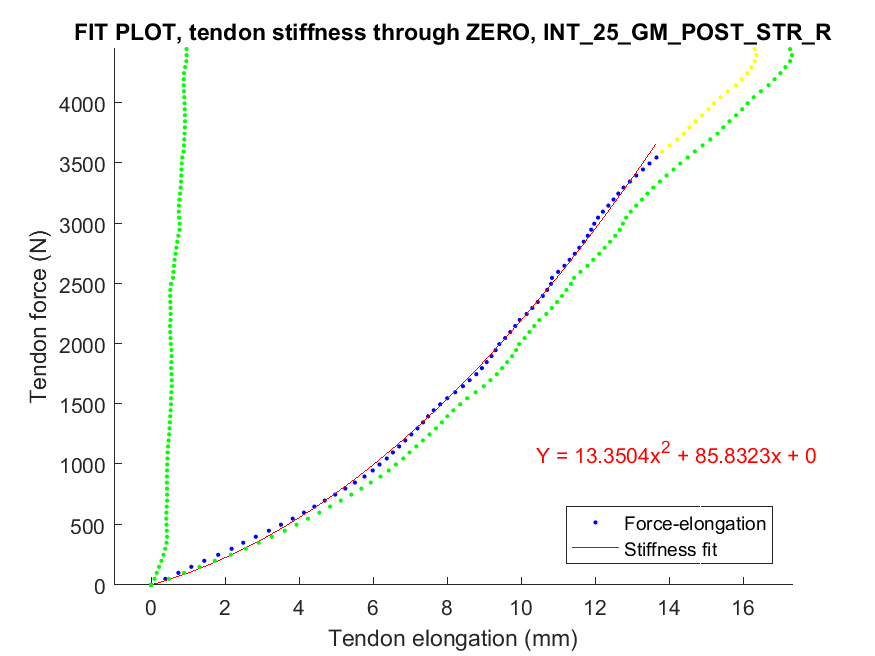 FIT PLOT, tendon stiffness through ZERO, INT_25_GM_POST_STR_R
4000
3500
3000
2500
2000
1500
1000
500
0
Tendon force (N)
Y = 13.3504x² + 85.8323x + 0
Force-elongation
Stiffness fit
0 2 4 6 8 10 12 14 16
Tendon elongation (mm)